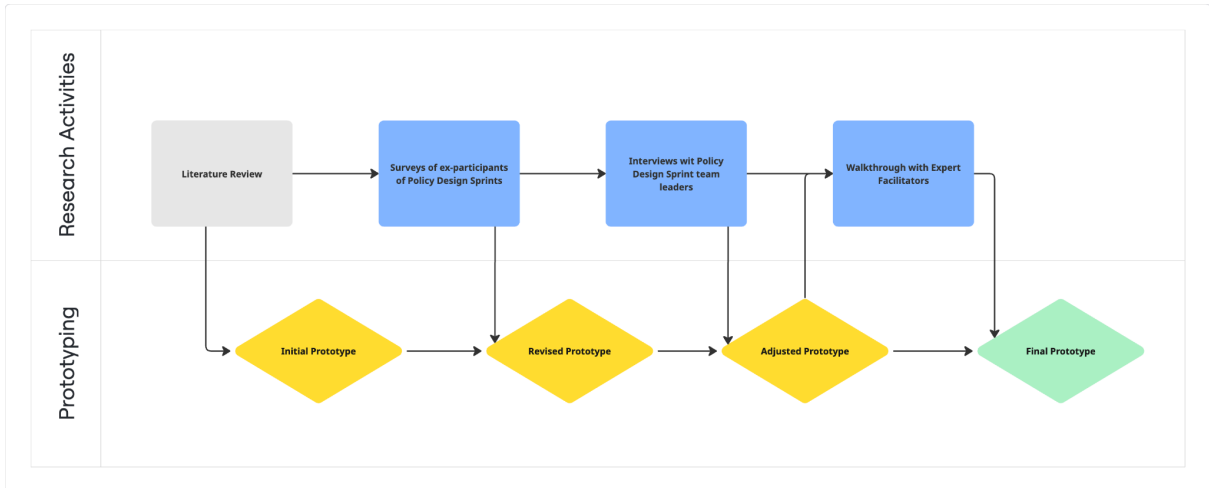 Research Activities
Literature Review
Surveys of ex-participants
of Policy Design Sprints
Interviews wit Policy
Design Sprint team
leaders
Walkthrough with Expert
Facilitators
Prototyping
Initial Prototype
Revised Prototype
Adjusted Prototype
Final Prototype